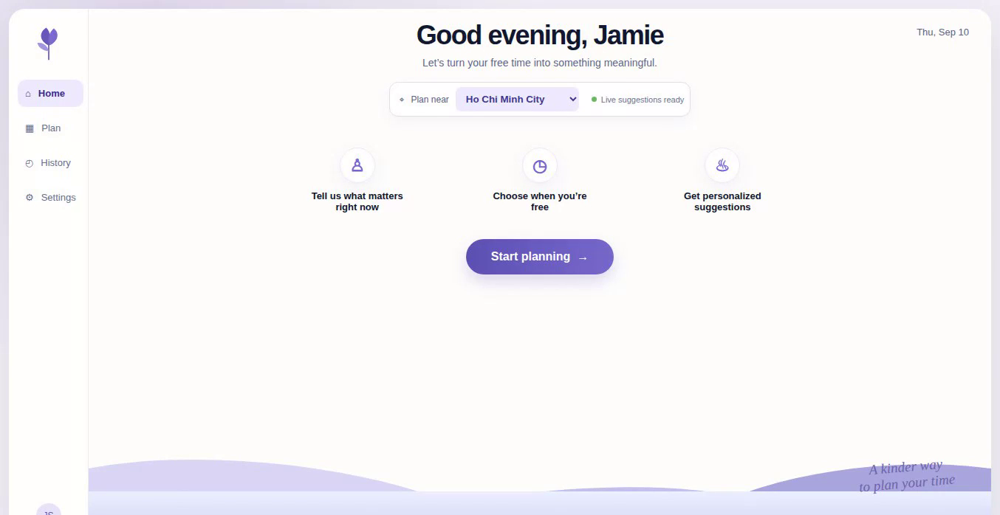 Good evening, Jamie
Thu, Sep 10
Let's turn your free time into something meaningful.
Plan near
Ho Chi Minh City
Live suggestions ready
Home
Plan
History
Settings
Tell us what matters
right now
Choose when you're
free
Get personalized
suggestions
Start planning →
A kinder way
to plan your time
JS